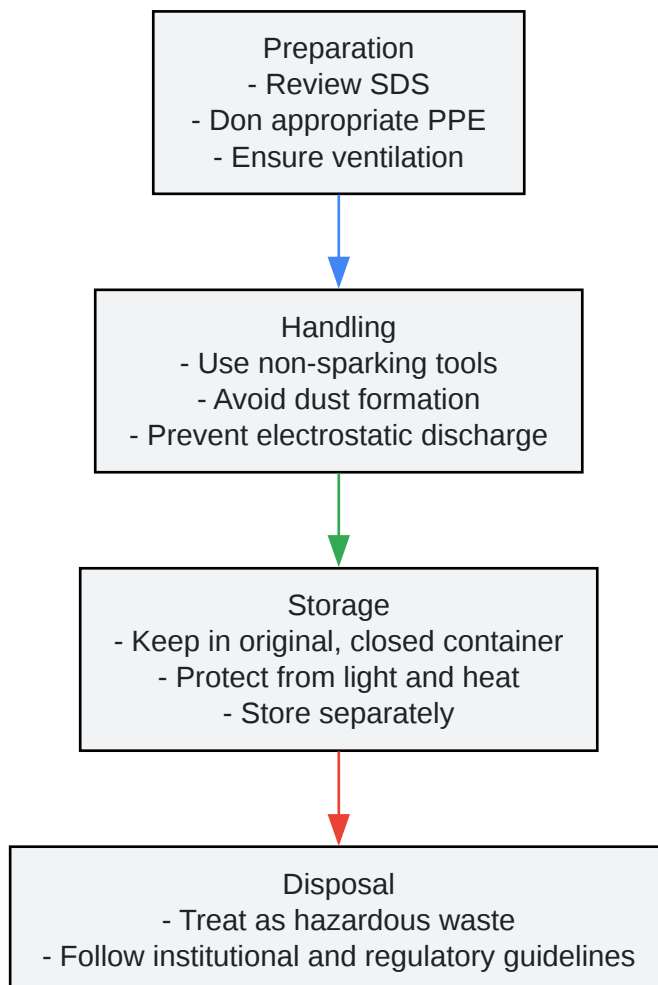 Preparation
- Review SDS
- Don appropriate PPE
- Ensure ventilation
Handling
- Use non-sparking tools
- Avoid dust formation
- Prevent electrostatic discharge
Storage
- Keep in original, closed container
- Protect from light and heat
- Store separately
Disposal
- Treat as hazardous waste
- Follow institutional and regulatory guidelines